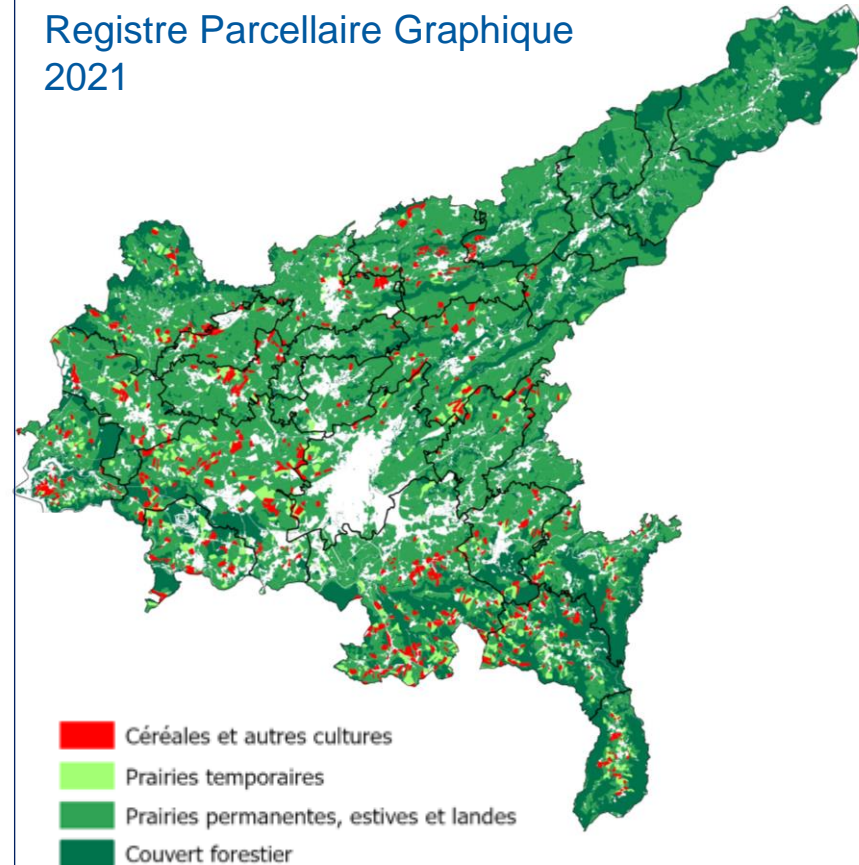 Registre Parcellaire Graphique
2021
Céréales et autres cultures
Prairies temporaires
Prairies permanentes, estives et landes
Couvert forestier